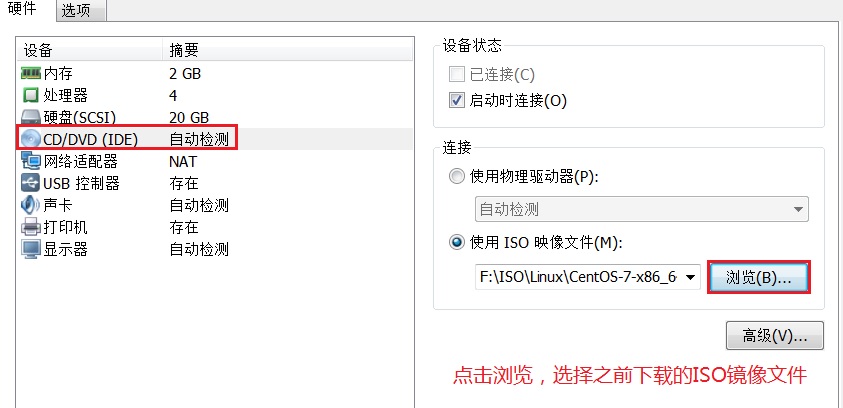 硬件 选项
设备 摘要
内存 2 GB
处理器 4
硬盘(SCSI) 20 GB
CD/DVD (IDE) 自动检测
网络适配器 NAT
USB 控制器 存在
声卡 自动检测
打印机 存在
显示器 自动检测
设备状态
已连接(C)
启动时连接(O)
连接
使用物理驱动器(P):
自动检测
使用 ISO 映像文件(M):
F:\ISO\Linux\CentOS-7-x86_6 浏览(B)...
高级(V)...
点击浏览，选择之前下载的ISO镜像文件